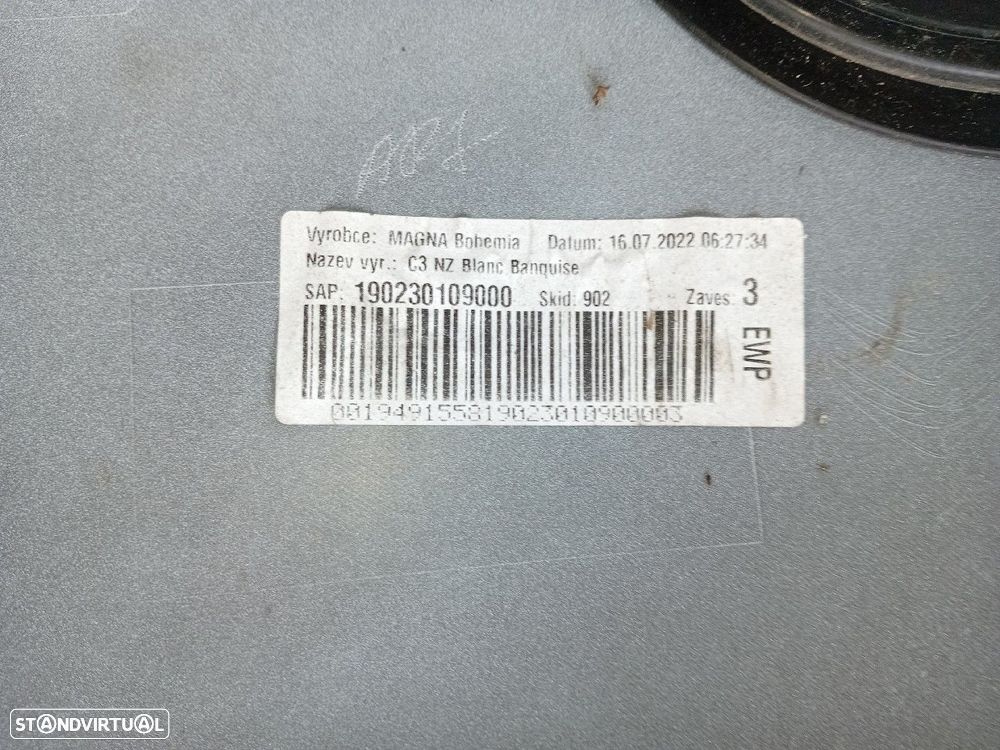 Vyrobce: MAGNA Bohemia Datum: 16.07.2022 06:27:34
Nazev vyr.: C3 NZ Blanc Banquise
SAP: 190230109000 Skid: 902 Zaves: 3
EWP
001949155819023010900003
STANDVIRTUAL